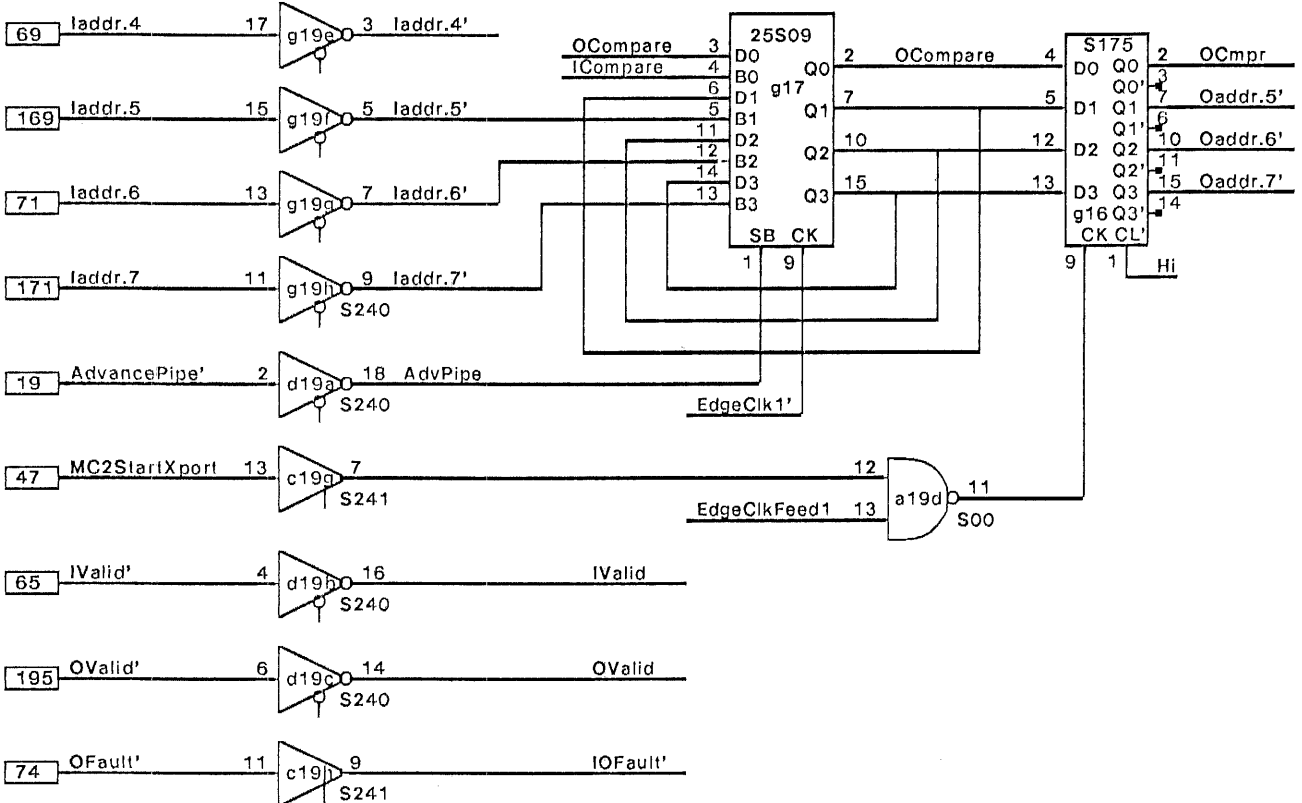 69 Iaddr.4 17 g19e 3 Iaddr.4'
169 Iaddr.5 15 g19f 5 Iaddr.5'
71 Iaddr.6 13 g19g 7 Iaddr.6'
171 Iaddr.7 11 g19h 9 Iaddr.7'
S240
25S09
g17
OCompare 3 D0
ICompare 4 B0
6 D1
5 B1
11 D2
12 B2
14 D3
13 B3
Q0 2 OCompare 4
Q1 7 5
Q2 10 12
Q3 15 13
SB CK
1 9
S175
D0 Q0 2 OCmpr
Q0' 3
D1 Q1 7 Oaddr.5'
Q1' 6
D2 Q2 10 Oaddr.6'
Q2' 11
D3 Q3 15 Oaddr.7'
g16 Q3' 14
CK CL'
9 1 Hi
19 AdvancePipe' 2 d19a 18 AdvPipe
S240
EdgeClk1'
47 MC2StartXport 13 c19g 7 12
S241
EdgeClkFeed1 13
a19d 11
S00
65 IValid' 4 d19b 16 IValid
S240
195 OValid' 6 d19c 14 OValid
S240
74 OFault' 11 c19h 9 IOFault'
S241